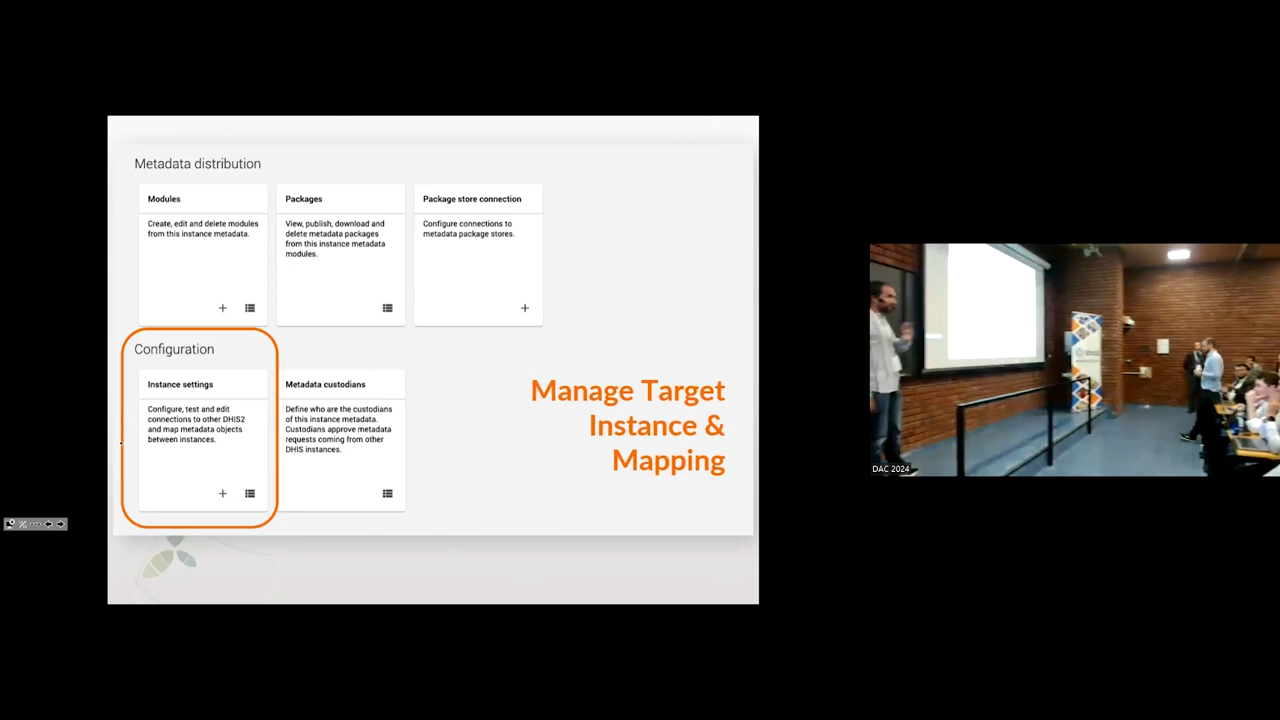 Metadata distribution
Modules
Create, edit and delete modules
from this instance metadata.
Packages
View, publish, download and
delete metadata packages
from this instance metadata
modules.
Package store connection
Configure connections to
metadata package stores.
Configuration
Instance settings
Configure, test and edit
connections to other DHIS2
and map metadata objects
between instances.
Metadata custodians
Define who are the custodians
of this instance metadata.
Custodians approve metadata
requests coming from other
DHIS instances.
Manage Target
Instance &
Mapping
DAC 2024